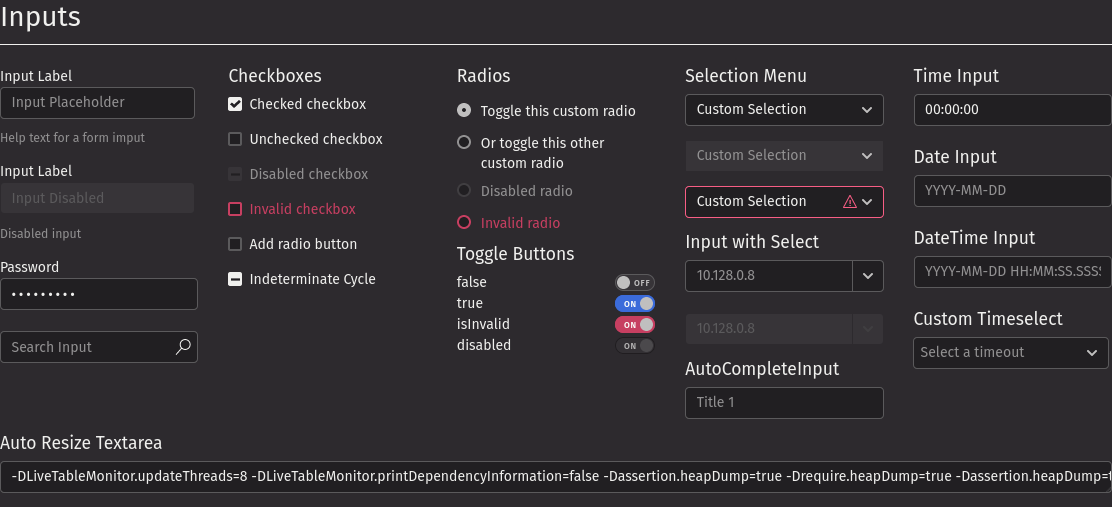 Inputs
Input Label
Input Placeholder
Help text for a form imput
Input Label
Input Disabled
Disabled input
Password
•••••••••
Search Input
Checkboxes
Checked checkbox
Unchecked checkbox
Disabled checkbox
Invalid checkbox
Add radio button
Indeterminate Cycle
Radios
Toggle this custom radio
Or toggle this other
custom radio
Disabled radio
Invalid radio
Toggle Buttons
false OFF
true ON
isInvalid ON
disabled ON
Selection Menu
Custom Selection
Custom Selection
Custom Selection
Input with Select
10.128.0.8
10.128.0.8
AutoCompleteInput
Title 1
Time Input
00:00:00
Date Input
YYYY-MM-DD
DateTime Input
YYYY-MM-DD HH:MM:SS.SSS
Custom Timeselect
Select a timeout
Auto Resize Textarea
-DLiveTableMonitor.updateThreads=8 -DLiveTableMonitor.printDependencyInformation=false -Dassertion.heapDump=true -Drequire.heapDump=true -Dassertion.heapDump=